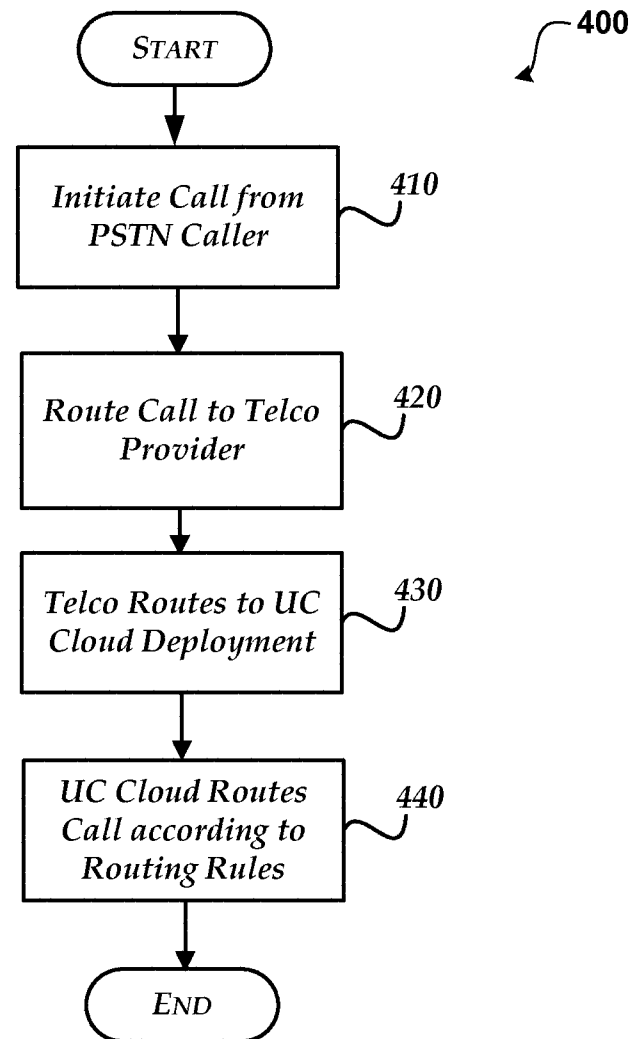 START
400
Initiate Call from
PSTN Caller
410
Route Call to Telco
Provider
420
Telco Routes to UC
Cloud Deployment
430
UC Cloud Routes
Call according to
Routing Rules
440
END